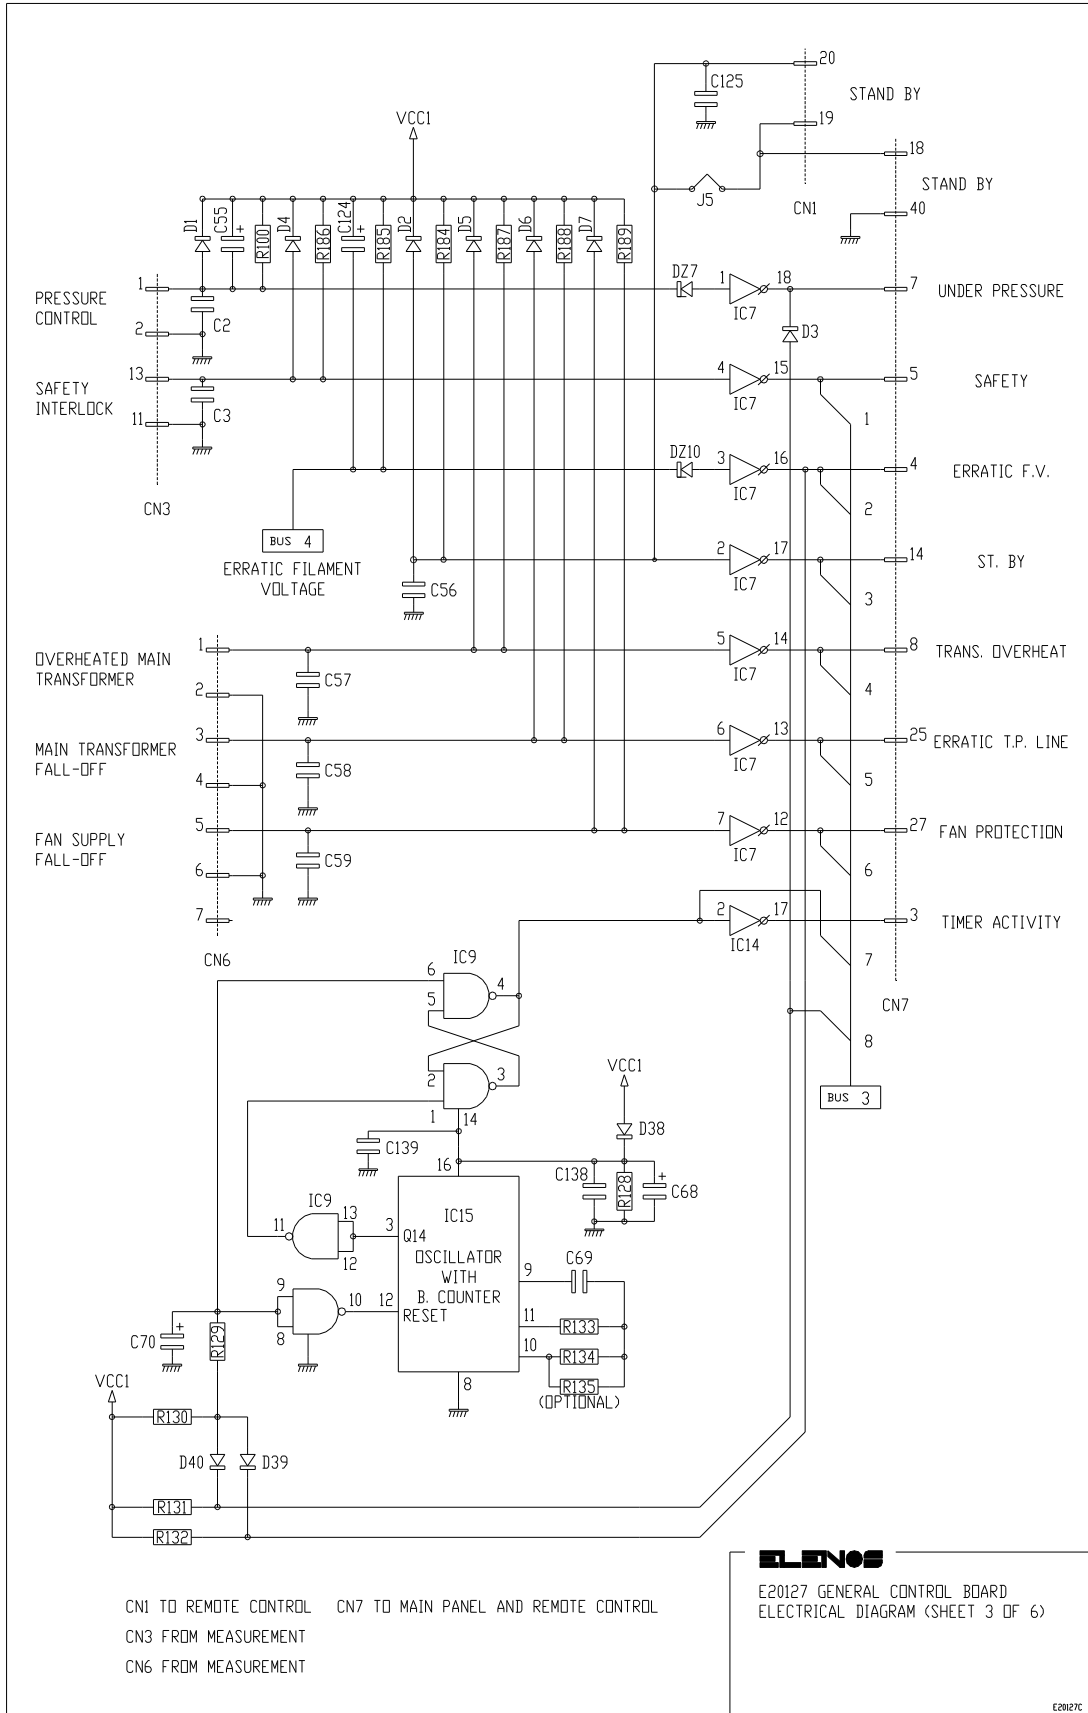 20
C125
STAND BY
VCC1
19
18
STAND BY
J5
CN1
40
D1
C55
+
R100
D4
R186
C124
+
R185
D2
R184
D5
R187
D6
R188
D7
R189
1
DZ7
1
18
IC7
7
UNDER PRESSURE
PRESSURE
CONTROL
C2
D3
2
13
4
15
IC7
5
SAFETY
SAFETY
INTERLOCK
C3
11
1
DZ10
3
16
IC7
4
ERRATIC F.V.
CN3
2
BUS 4
ERRATIC FILAMENT
VOLTAGE
C56
2
17
IC7
14
ST. BY
3
1
OVERHEATED MAIN
TRANSFORMER
C57
2
5
14
IC7
8
TRANS. OVERHEAT
4
3
MAIN TRANSFORMER
FALL-OFF
C58
4
6
13
IC7
25
ERRATIC T.P. LINE
5
5
FAN SUPPLY
FALL-OFF
C59
6
7
12
IC7
27
FAN PROTECTION
6
7
2
17
IC14
3
TIMER ACTIVITY
CN6
IC9
6
4
5
7
CN7
8
2
3
1
14
VCC1
BUS 3
C139
D38
16
C138
R128
+
C68
IC9
11
13
12
3
Q14
IC15
OSCILLATOR
WITH
B. COUNTER
RESET
9
C69
9
10
12
8
11
R133
10
R134
R135
(OPTIONAL)
8
+
C70
R129
VCC1
R130
D40
D39
R131
R132
ELENOS
E20127 GENERAL CONTROL BOARD
ELECTRICAL DIAGRAM (SHEET 3 OF 6)
CN1 TO REMOTE CONTROL CN7 TO MAIN PANEL AND REMOTE CONTROL
CN3 FROM MEASUREMENT
CN6 FROM MEASUREMENT
E20127C